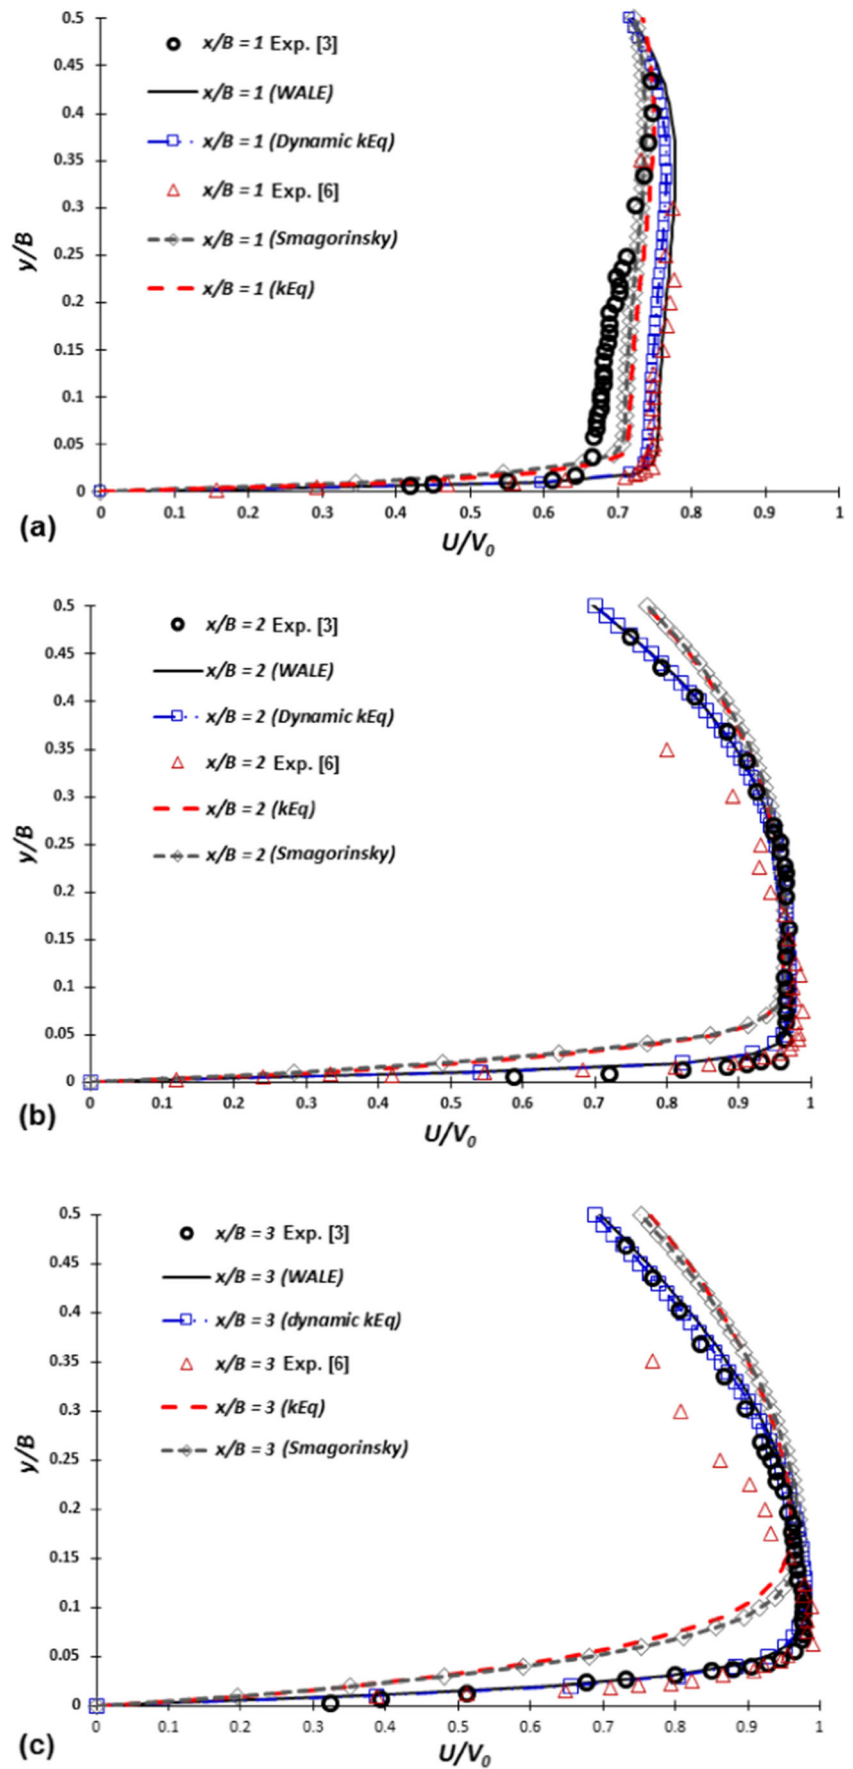 0.5
x/B = 1 Exp. [3]
0.45
x/B = 1 (WALE)
0.4
x/B = 1 (Dynamic kEq)
0.35
x/B = 1 Exp. [6]
0.3
x/B = 1 (Smagorinsky)
0.25
x/B = 1 (kEq)
0.2
0.15
0.1
0.05
0
y/B
0 0.1 0.2 0.3 0.4 0.5 0.6 0.7 0.8 0.9 1
(a)
U/V0
0.5
x/B = 2 Exp. [3]
0.45
x/B = 2 (WALE)
0.4
x/B = 2 (Dynamic kEq)
0.35
x/B = 2 Exp. [6]
0.3
x/B = 2 (kEq)
0.25
x/B = 2 (Smagorinsky)
0.2
0.15
0.1
0.05
0
y/B
0 0.1 0.2 0.3 0.4 0.5 0.6 0.7 0.8 0.9 1
(b)
U/V0
0.5
x/B = 3 Exp. [3]
0.45
x/B = 3 (WALE)
0.4
x/B = 3 (dynamic kEq)
0.35
x/B = 3 Exp. [6]
0.3
x/B = 3 (kEq)
0.25
x/B = 3 (Smagorinsky)
0.2
0.15
0.1
0.05
0
y/B
0 0.1 0.2 0.3 0.4 0.5 0.6 0.7 0.8 0.9 1
(c)
U/V0